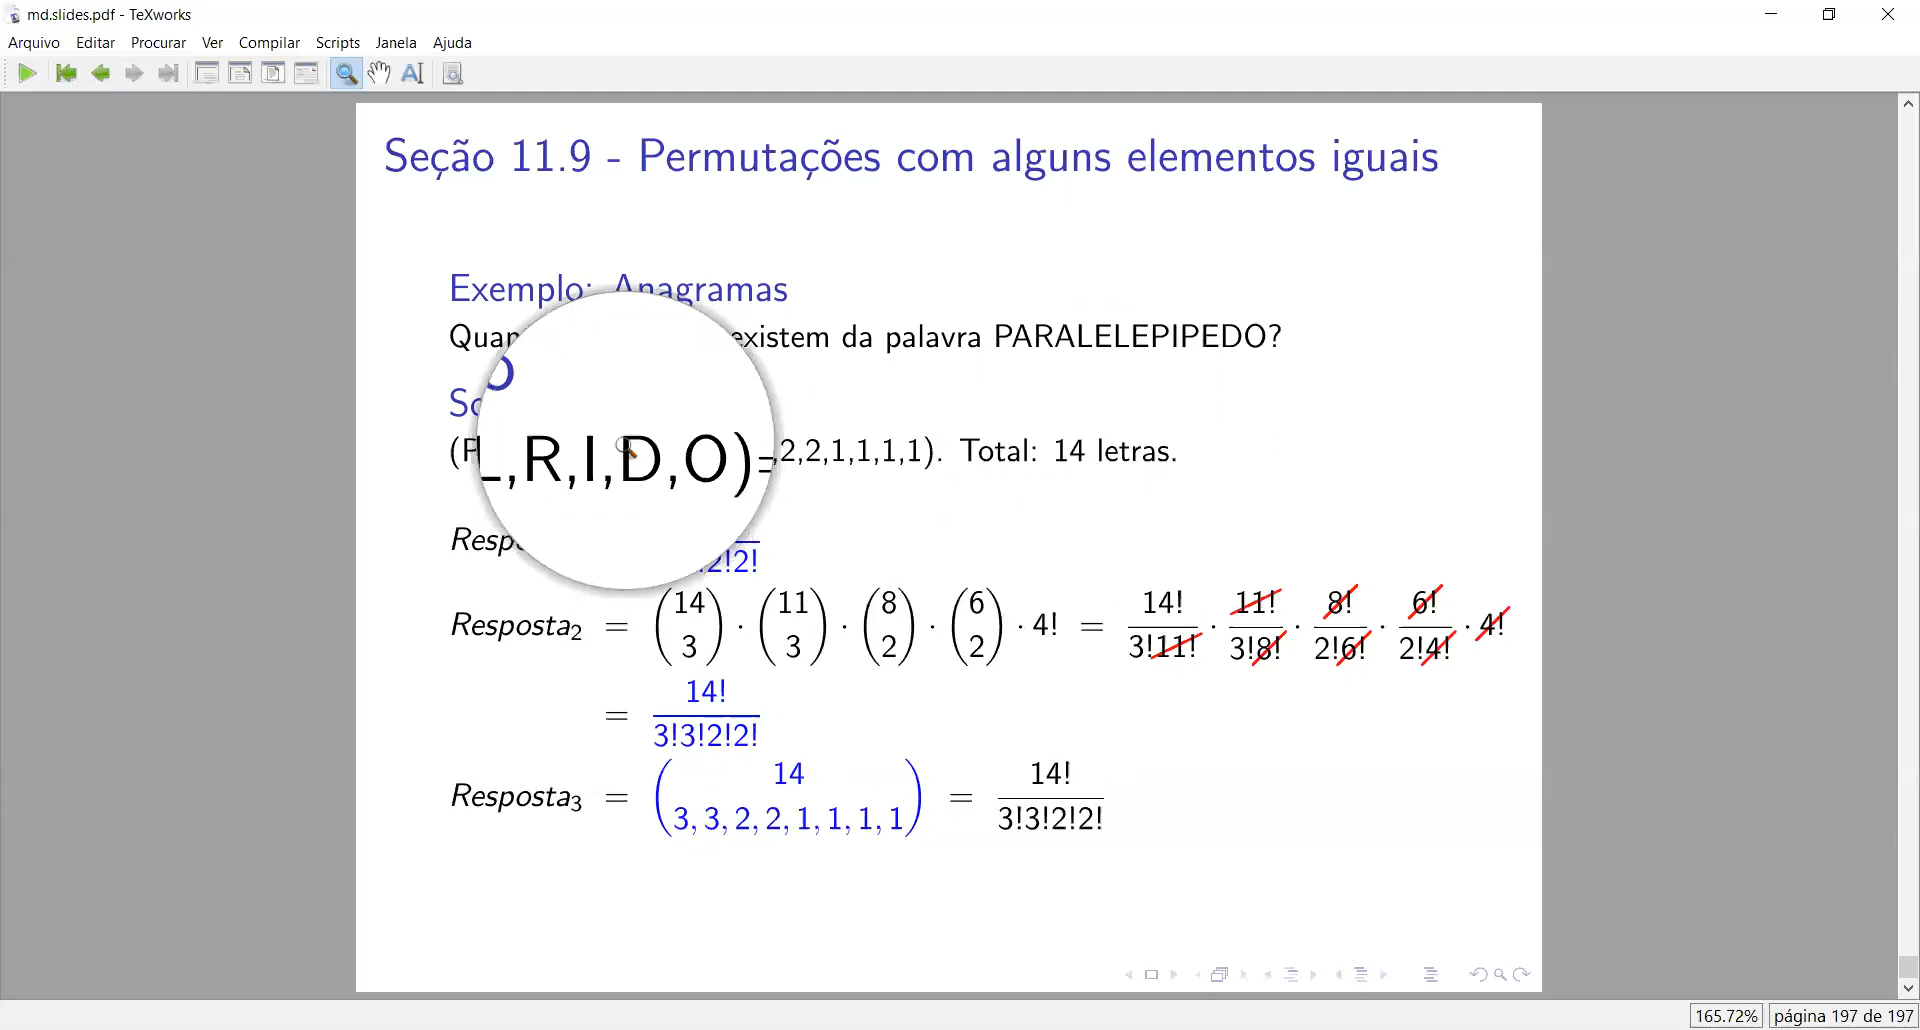 md.slides.pdf - TeXworks
Arquivo Editar Procurar Ver Compilar Scripts Janela Ajuda
Seção 11.9 - Permutações com alguns elementos iguais
Exemplo: Anagramas
existem da palavra PARALELEPIPEDO?
,R,I,D,O)=
,2,2,1,1,1,1). Total: 14 letras.
2!2!
Resposta2 = (14 3) · (11 3) · (8 2) · (6 2) · 4! = 14!/3!11! · 11!/3!8! · 8!/2!6! · 6!/2!4! · 4!
= 14!/3!3!2!2!
Resposta3 = (14 3, 3, 2, 2, 1, 1, 1, 1) = 14!/3!3!2!2!
165.72% página 197 de 197